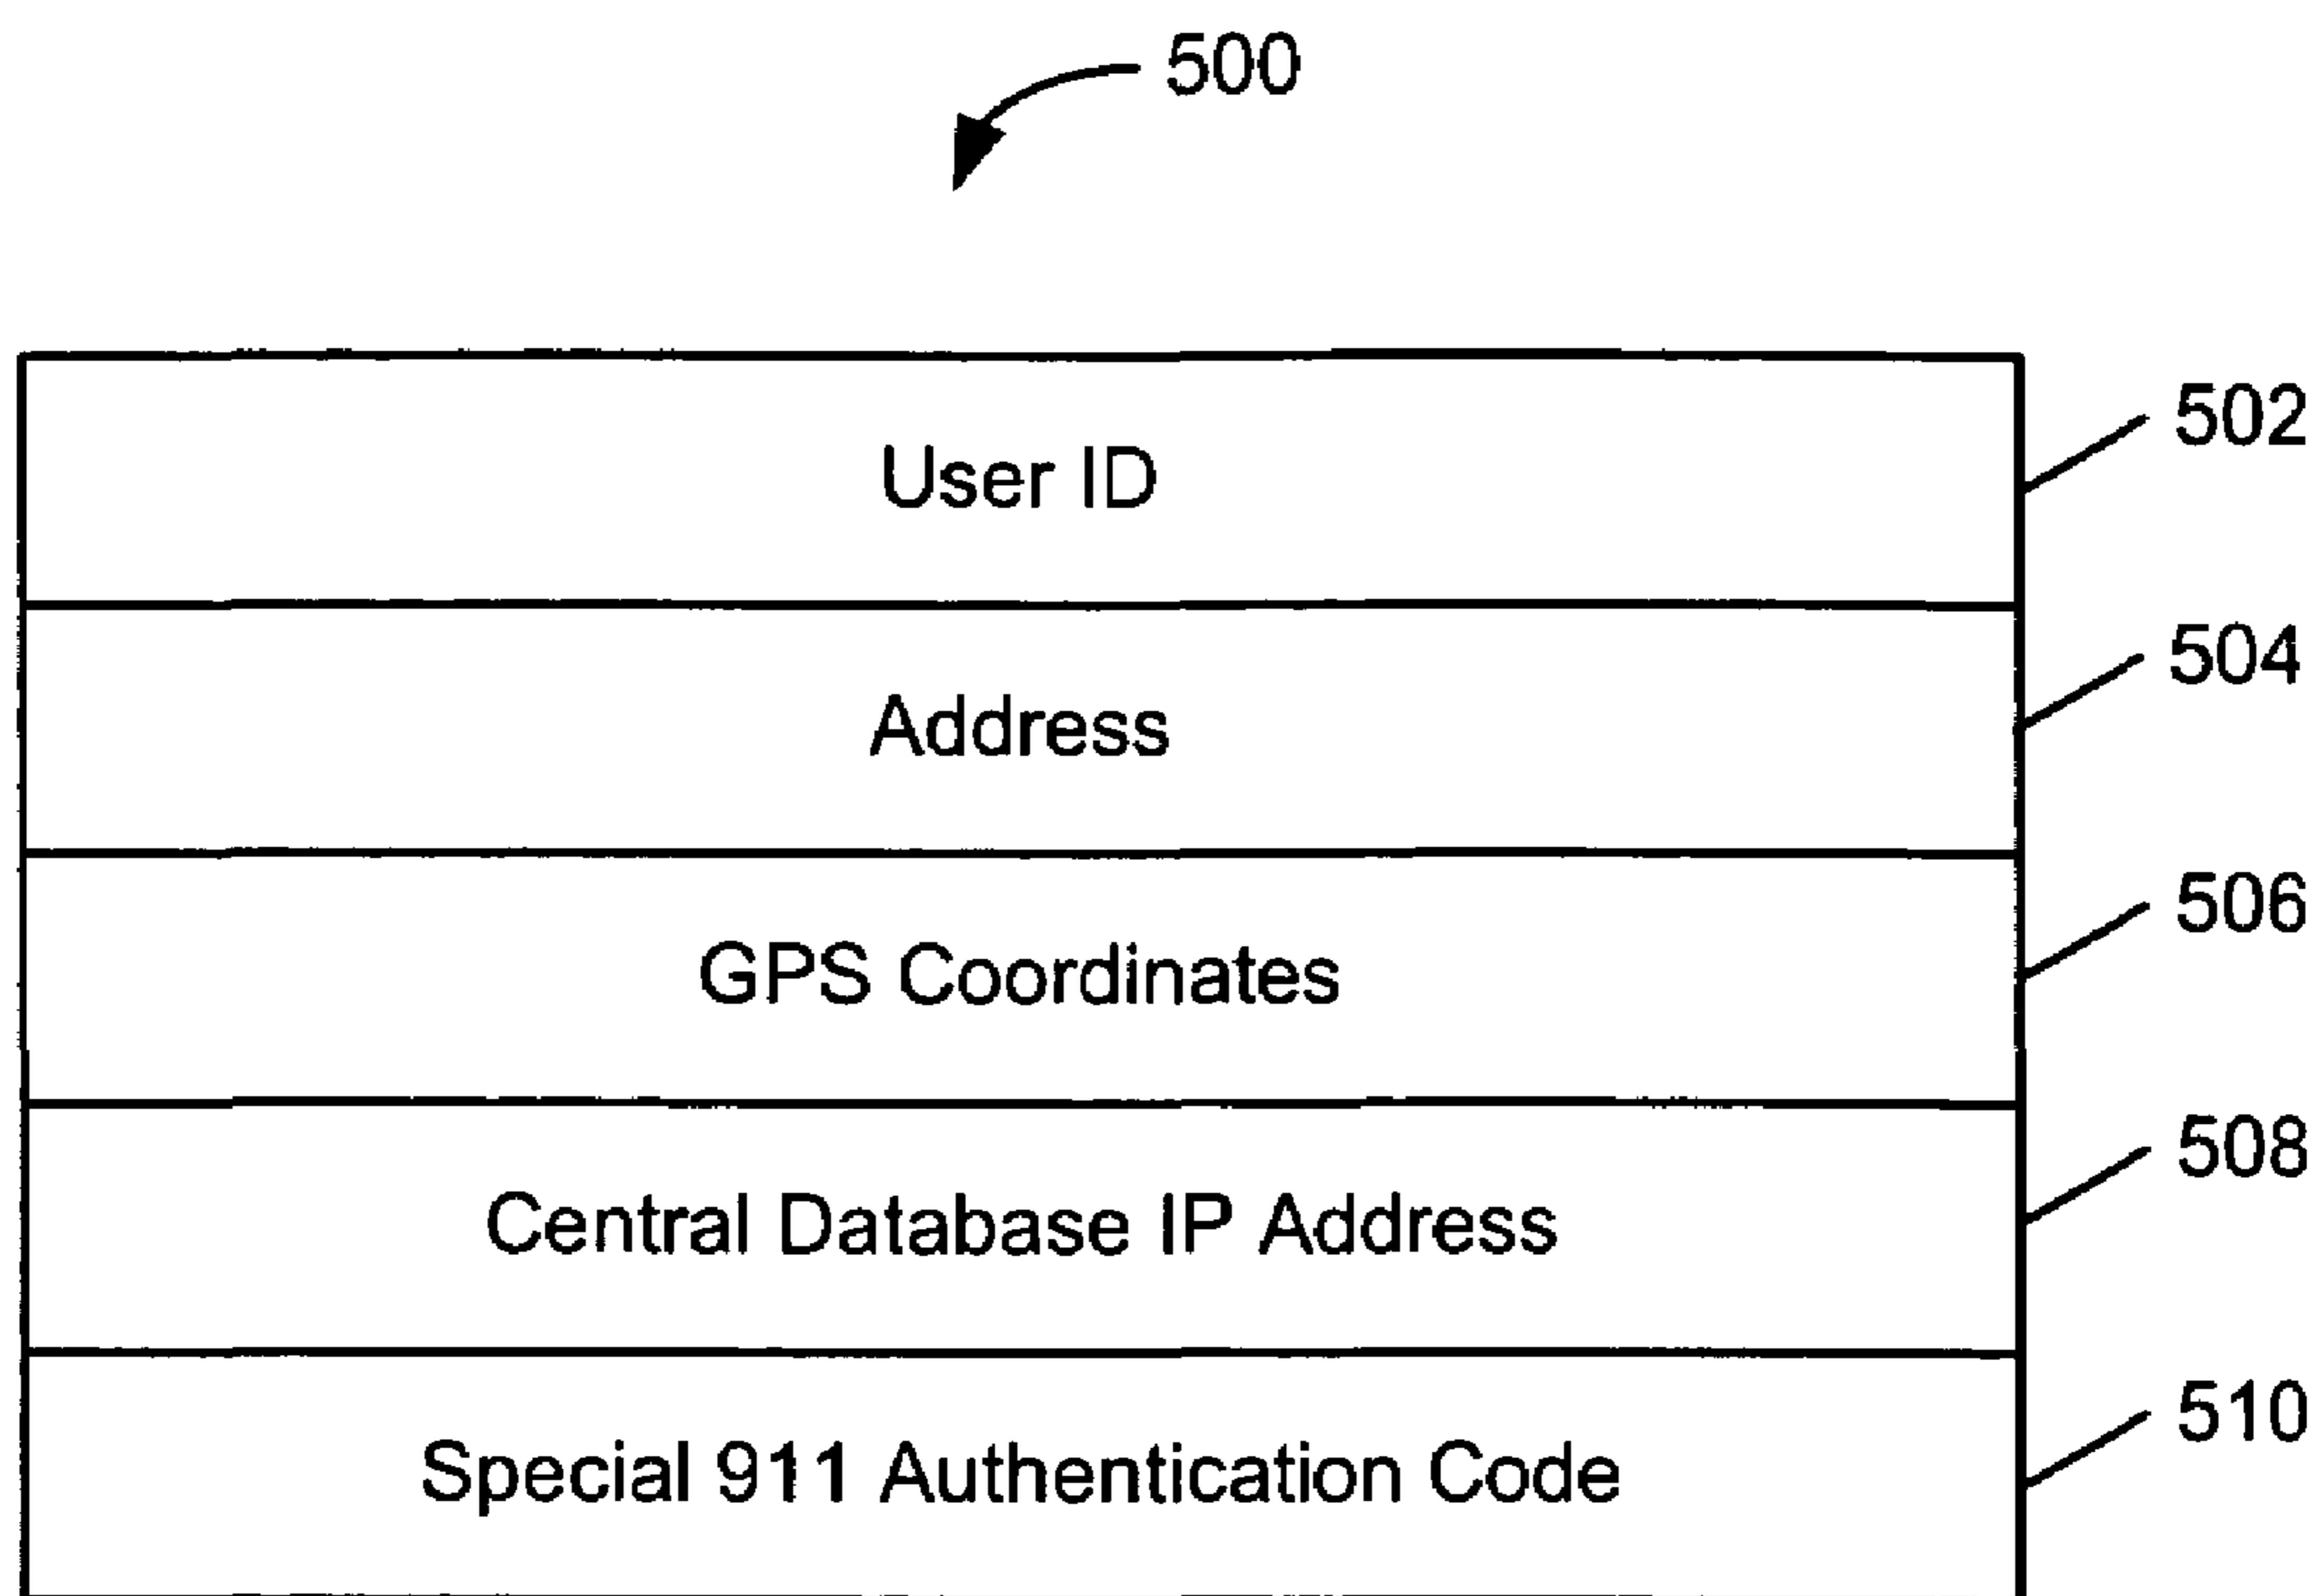 500
User ID
502
Address
504
GPS Coordinates
506
Central Database IP Address
508
Special 911 Authentication Code
510